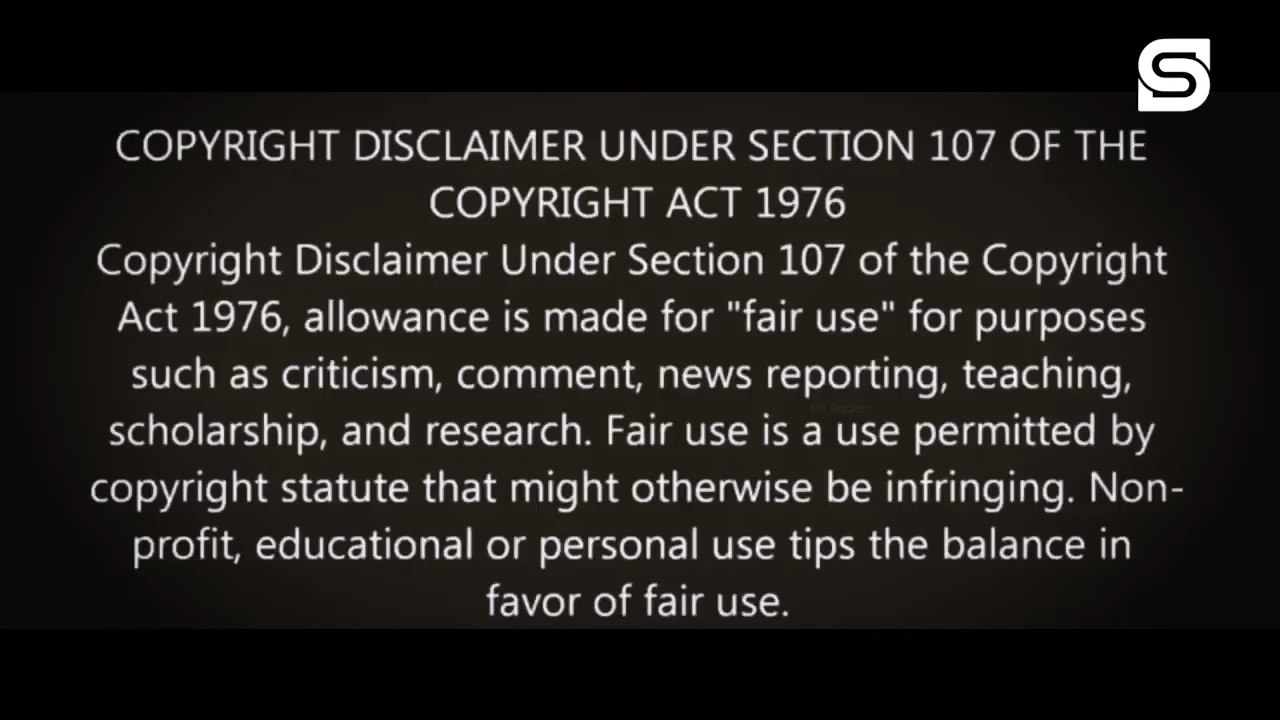 COPYRIGHT DISCLAIMER UNDER SECTION 107 OF THE
COPYRIGHT ACT 1976
Copyright Disclaimer Under Section 107 of the Copyright
Act 1976, allowance is made for "fair use" for purposes
such as criticism, comment, news reporting, teaching,
scholarship, and research. Fair use is a use permitted by
copyright statute that might otherwise be infringing. Non-
profit, educational or personal use tips the balance in
favor of fair use.